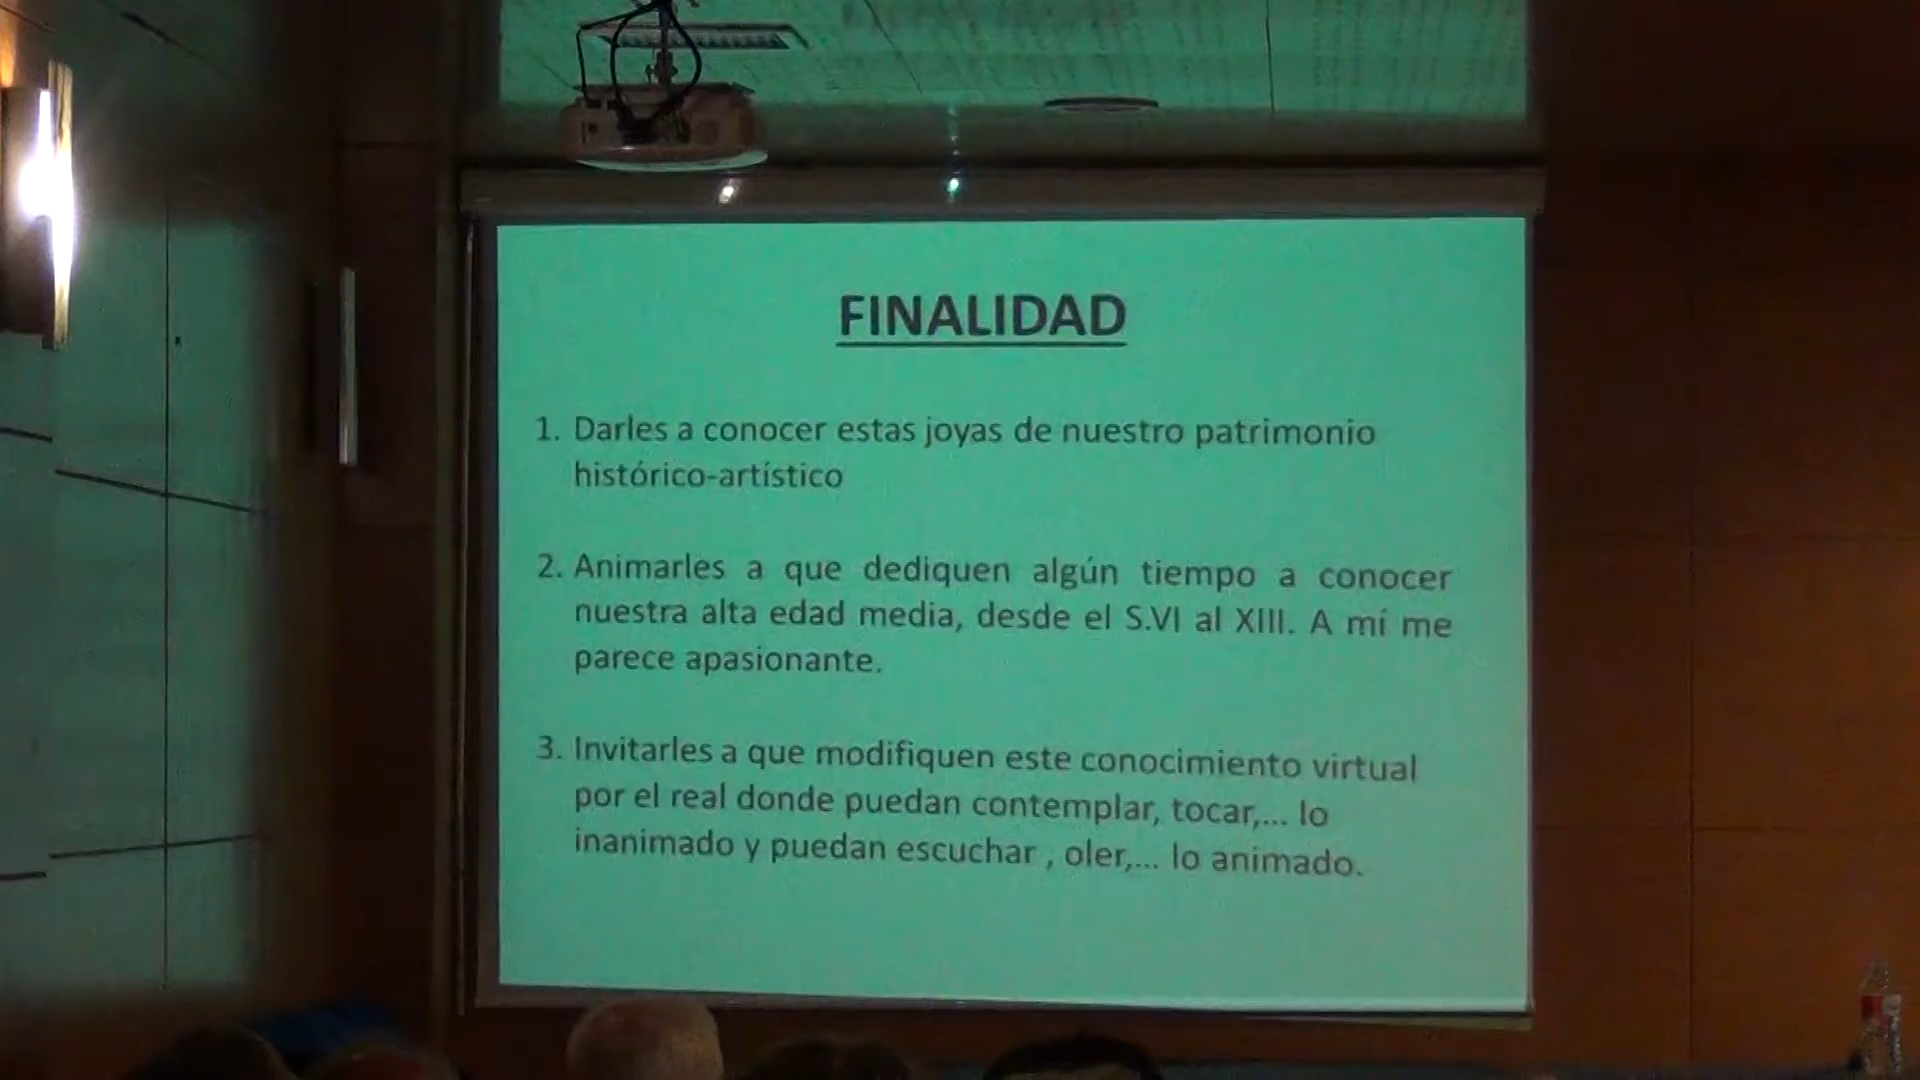 FINALIDAD
1. Darles a conocer estas joyas de nuestro patrimonio
histórico-artístico
2. Animarles a que dediquen algún tiempo a conocer
nuestra alta edad media, desde el S.VI al XIII. A mí me
parece apasionante.
3. Invitarles a que modifiquen este conocimiento virtual
por el real donde puedan contemplar, tocar,... lo
inanimado y puedan escuchar , oler,... lo animado.